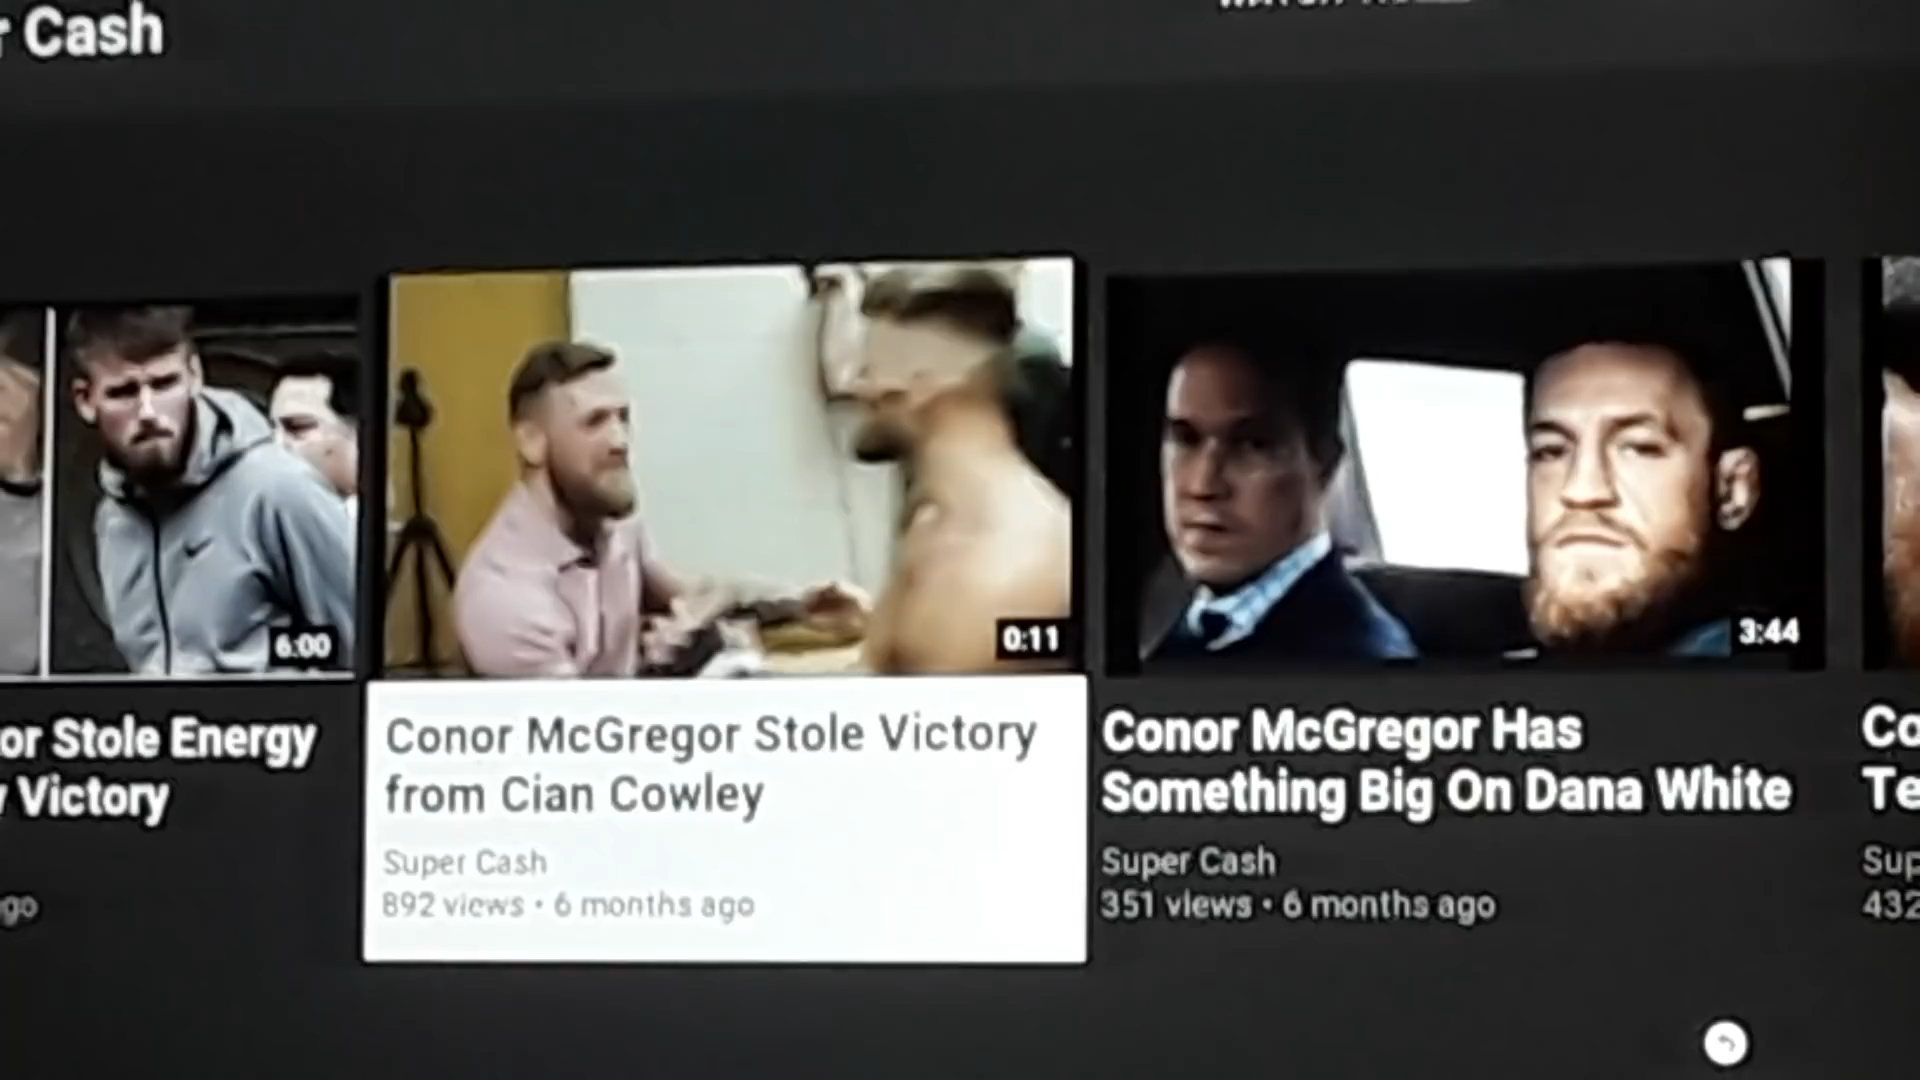 r Cash
6:00
0:11
3:44
or Stole Energy
y Victory
go
Conor McGregor Stole Victory
from Cian Cowley
Super Cash
892 views • 6 months ago
Conor McGregor Has
Something Big On Dana White
Super Cash
351 views • 6 months ago
Co
Te
Sup
432